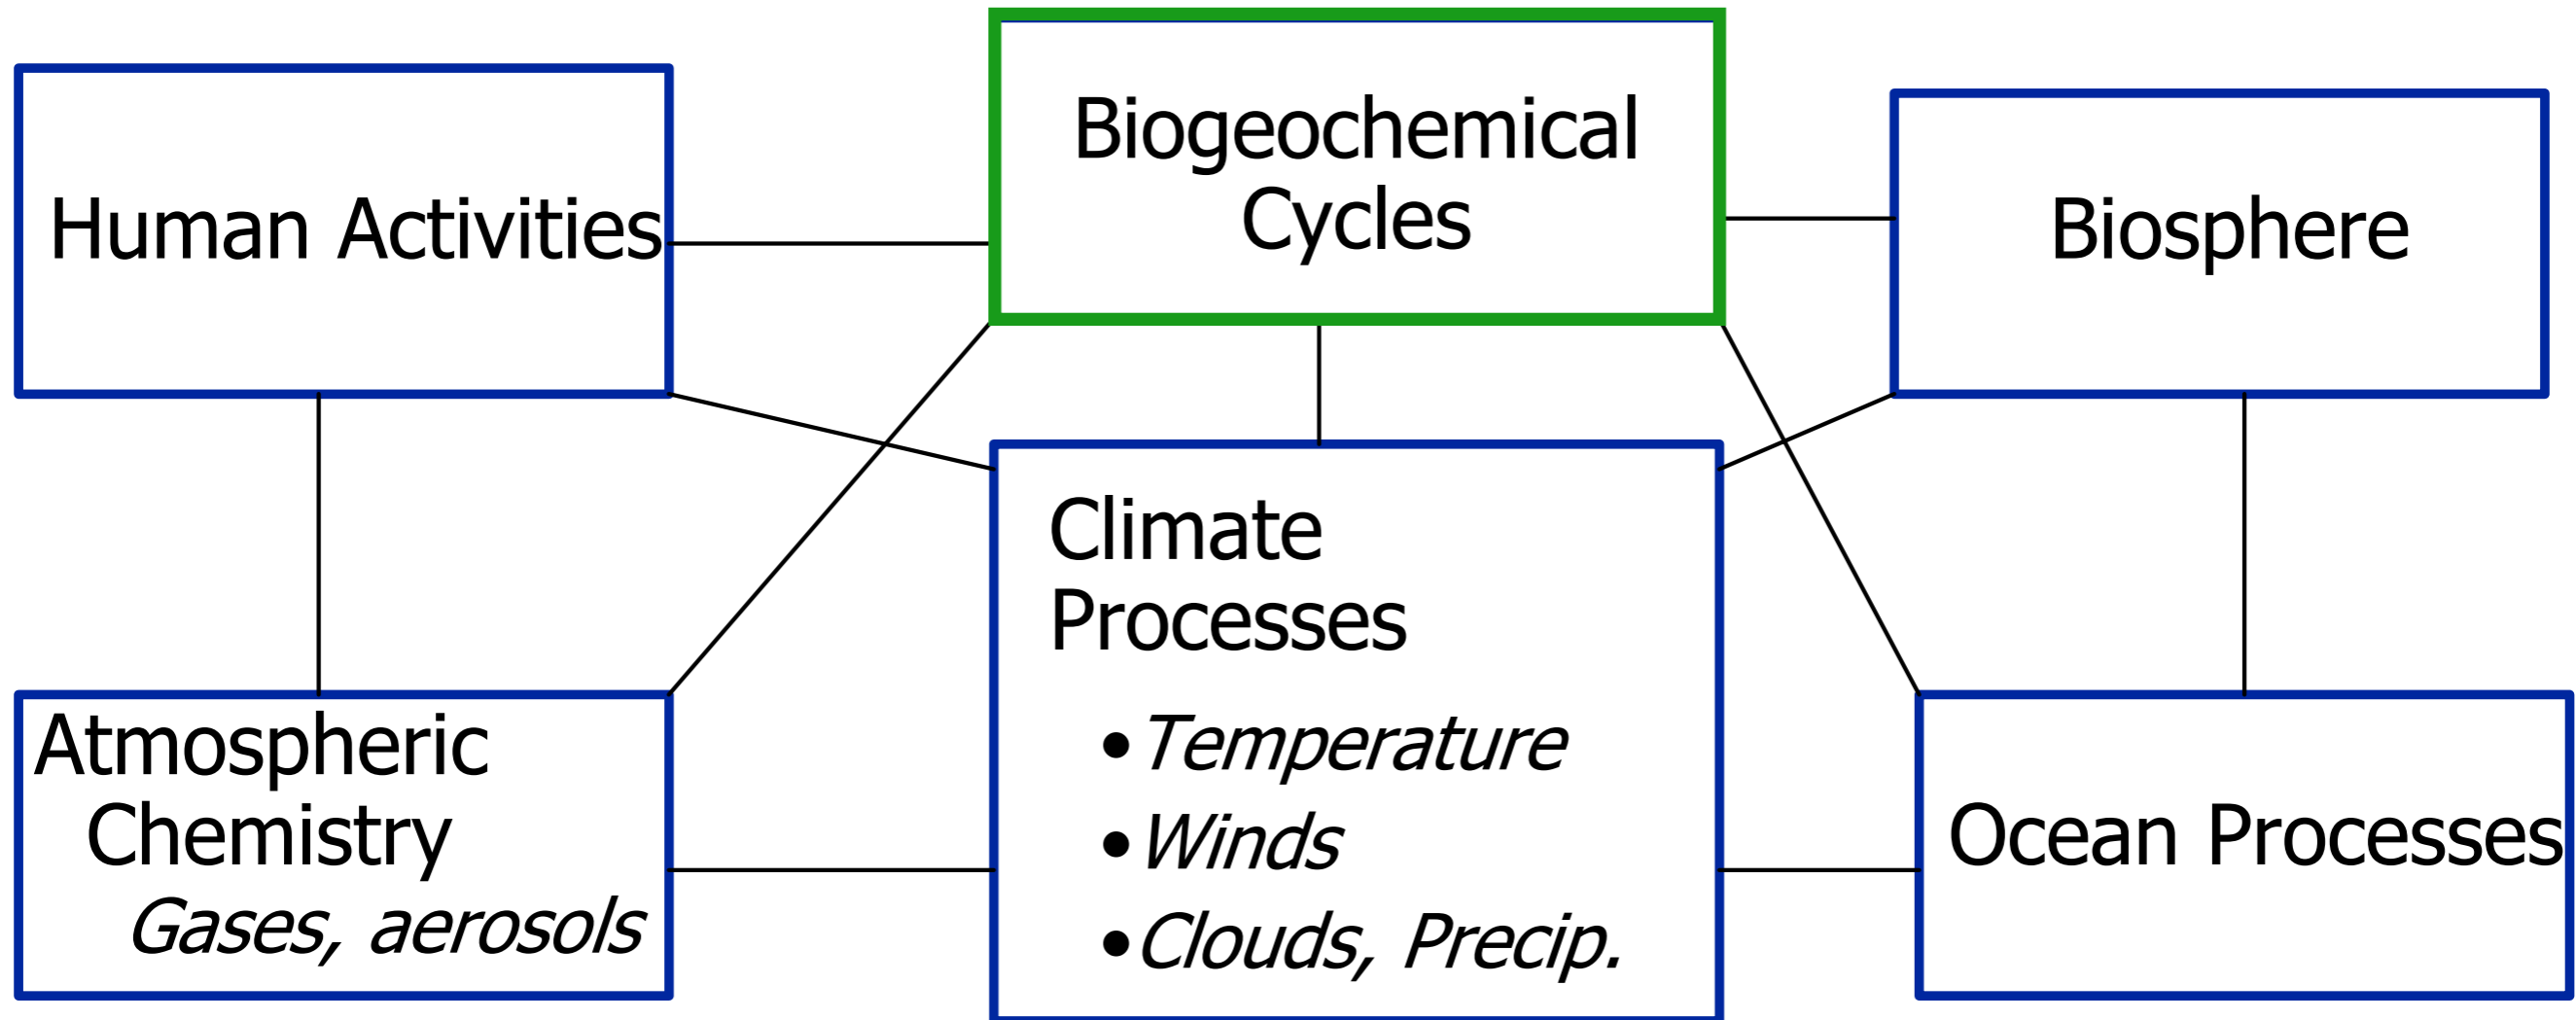 Human Activities
Biogeochemical
Cycles
Biosphere
Climate
Processes
•Temperature
•Winds
•Clouds, Precip.
Atmospheric
Chemistry
Gases, aerosols
Ocean Processes